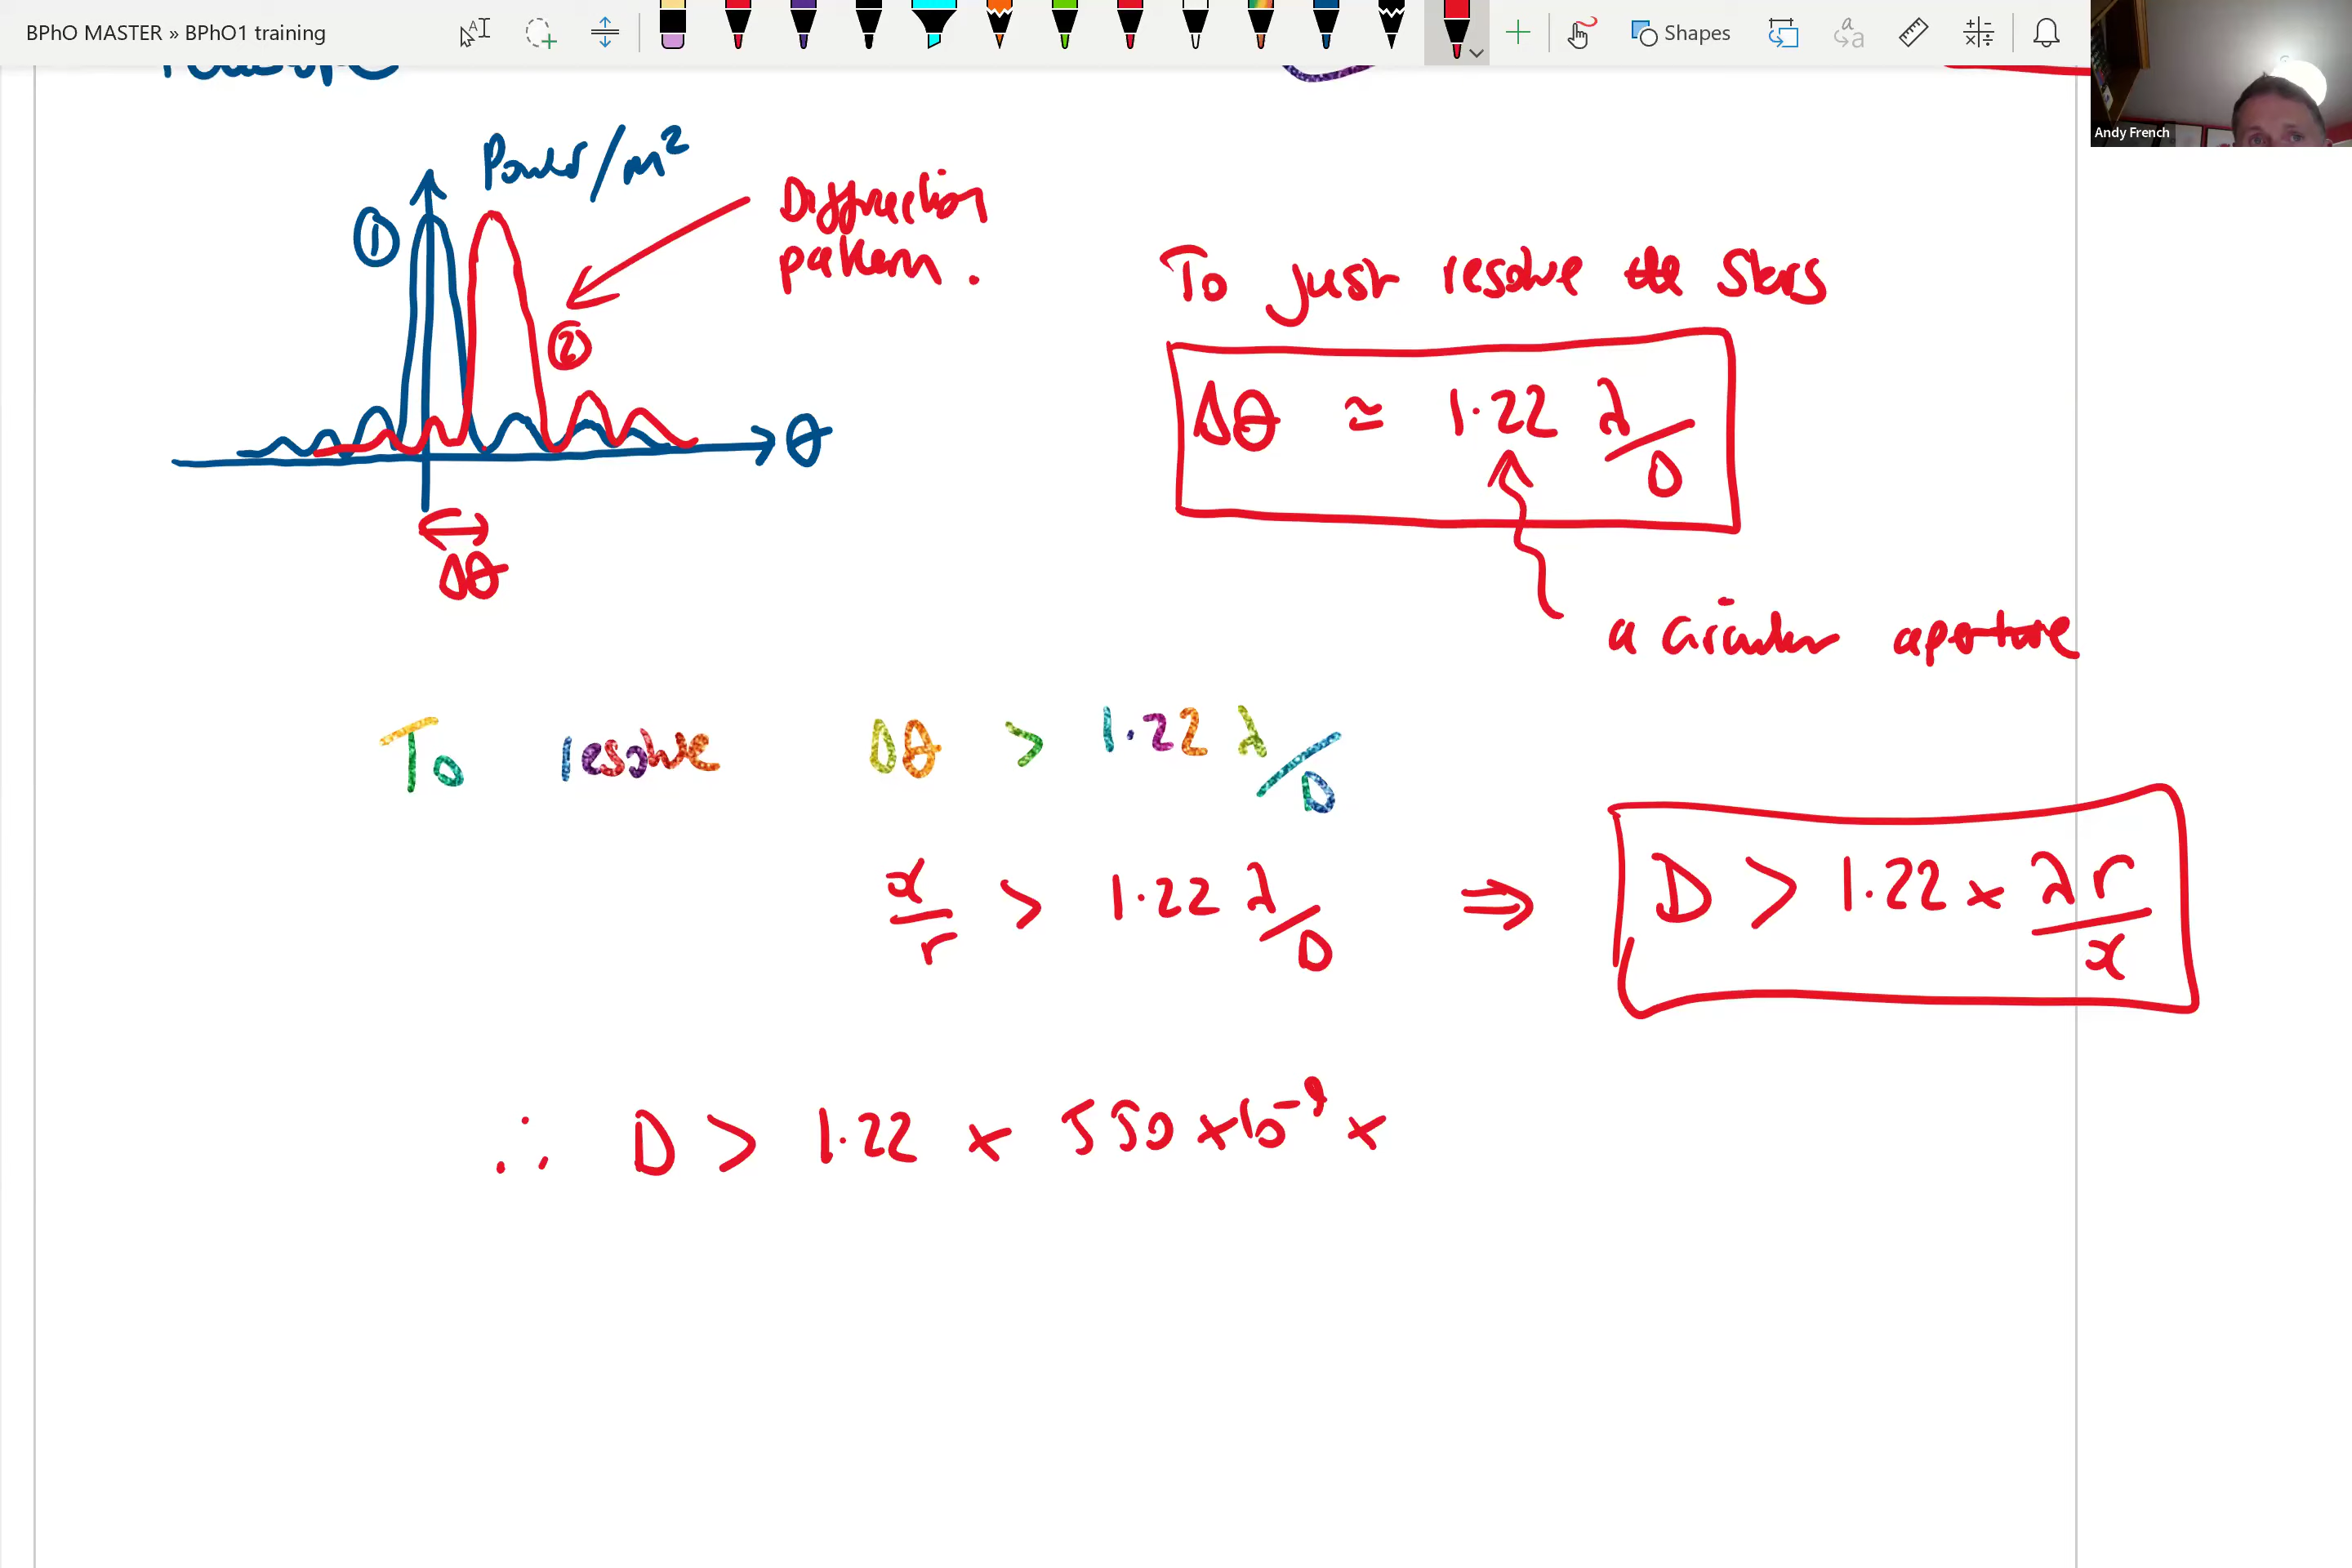 BPhO MASTER » BPhO1 training
Shapes
Andy French
Power/m²
①
Diffraction
pattern.
②
θ
Δθ
To just resolve the stars
Δθ ≃ 1.22 λ/D
a circular aperture
To resolve Δθ > 1.22 λ/D
x/r > 1.22 λ/D ⇒ D > 1.22 × λr/x
∴ D > 1.22 × 550 × 10⁻⁹ ×